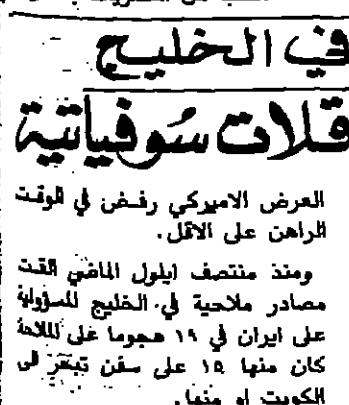 في الخليج
قلات سوفياتية
العرض الاميركي رفض في الوقت
الراهن على الاقل.
ومنذ منتصف ايلول الماضي القت
مصادر ملاحية في الخليج المسؤولية
على ايران في ١٩ هجوما على الملاحة
كان منها ١٥ على سفن تبحر الى
الكويت او منها.